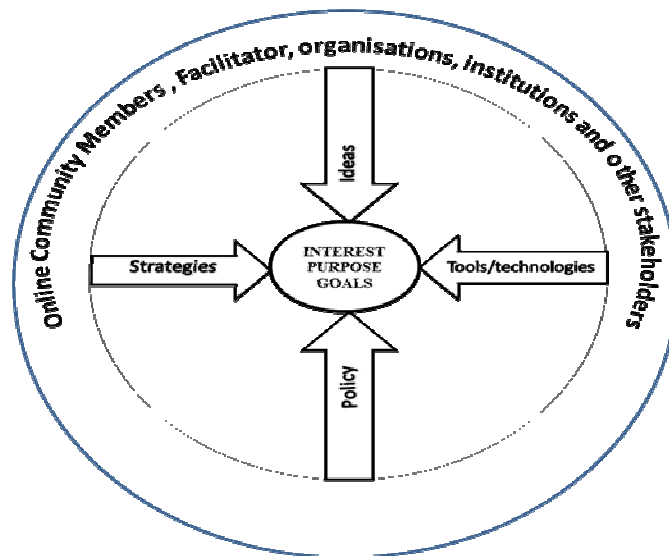 Online Community Members , Facilitator, organisations, institutions and other stakeholders
Ideas
Strategies
INTEREST
PURPOSE
GOALS
Tools/technologies
Policy